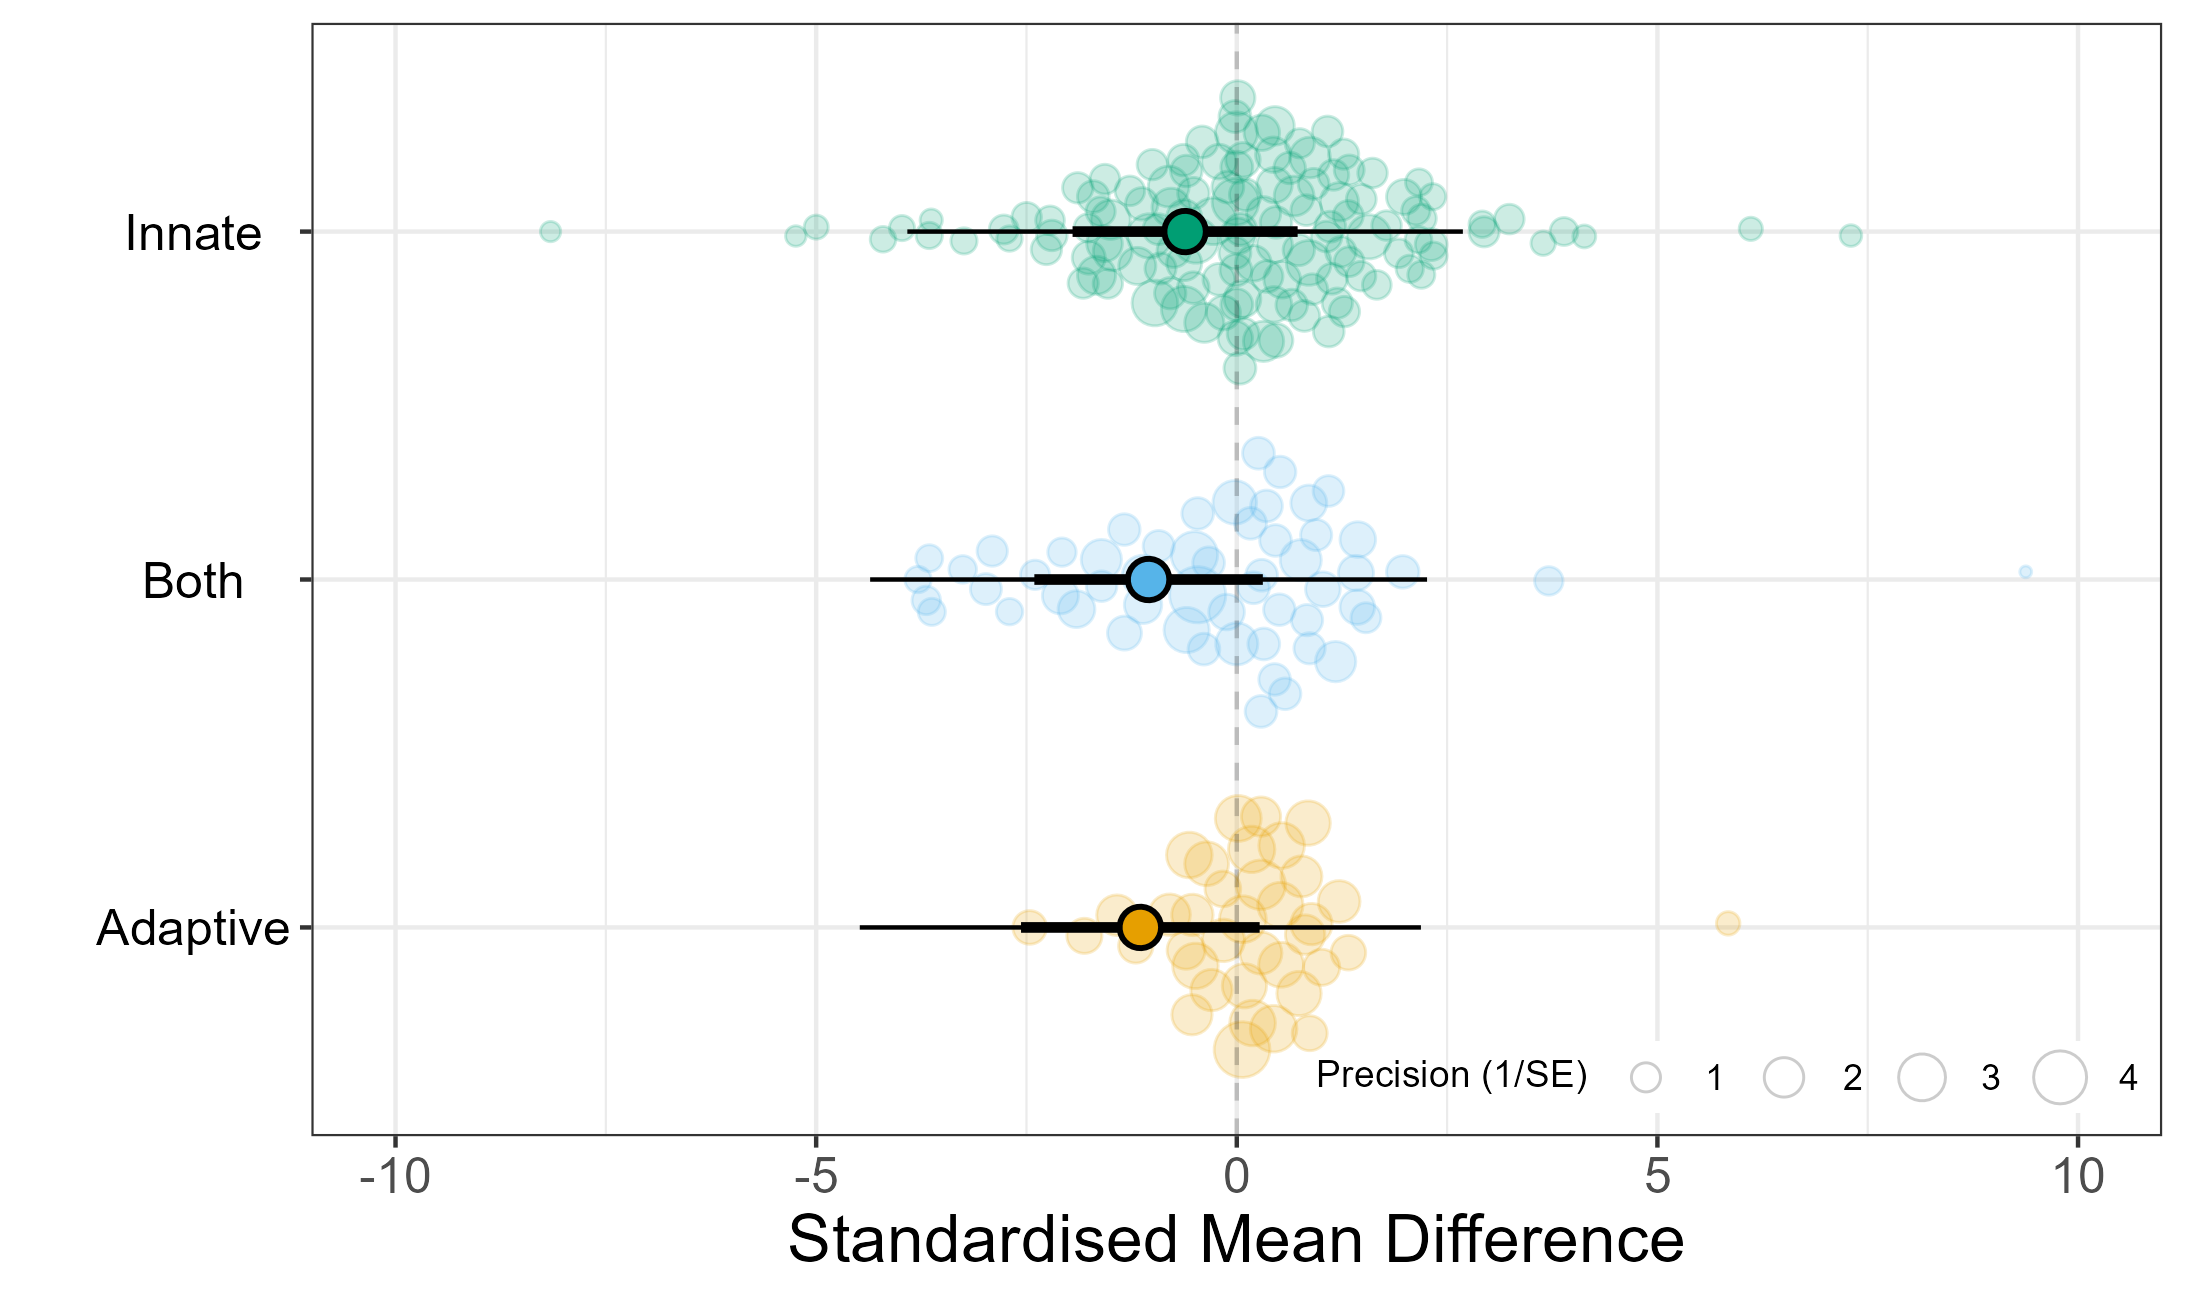 Innate
Both
Adaptive
Precision (1/SE) 1 2 3 4
-10 -5 0 5 10
Standardised Mean Difference